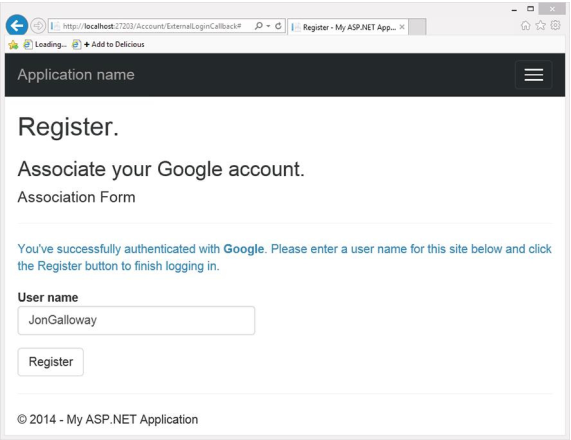 http://localhost:27203/Account/ExternalLoginCallback#
Register - My ASP.NET App...
Loading...
+ Add to Delicious
Application name
Register.
Associate your Google account.
Association Form
You've successfully authenticated with Google. Please enter a user name for this site below and click
the Register button to finish logging in.
User name
JonGalloway
Register
© 2014 - My ASP.NET Application